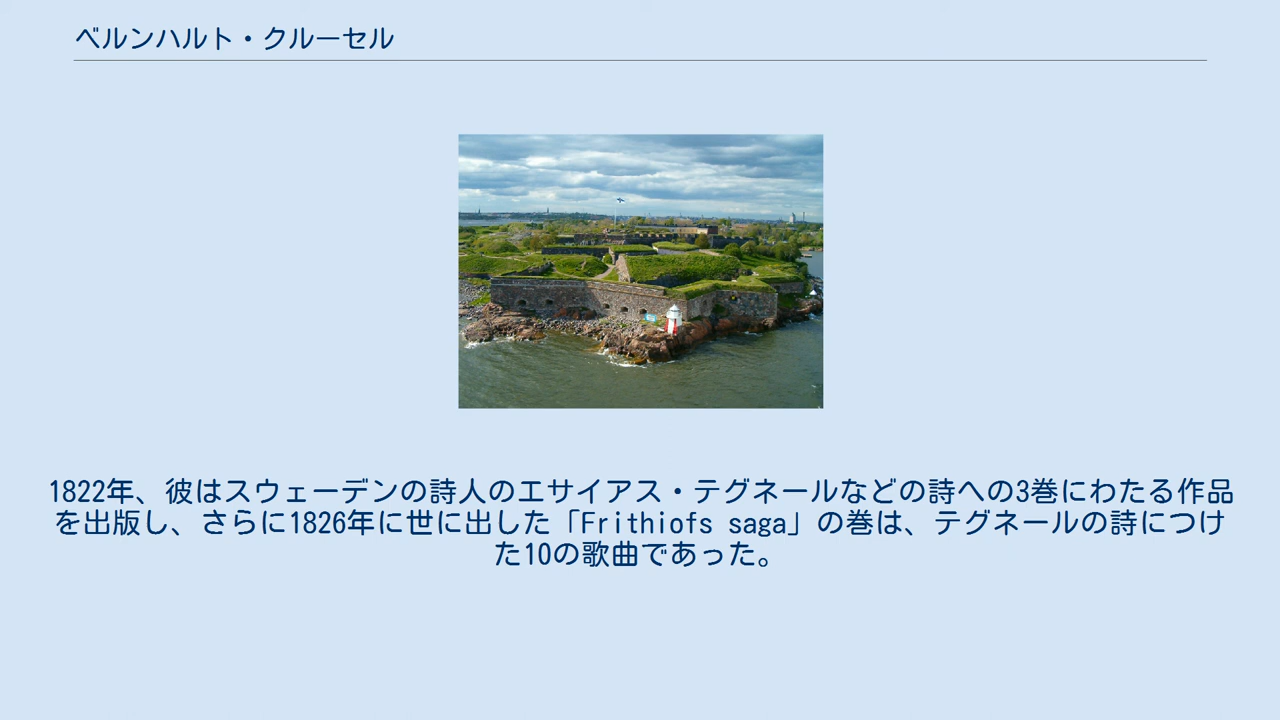 ベルンハルト・クルーセル
1822年、彼はスウェーデンの詩人のエサイアス・テグネールなどの詩への3巻にわたる作品
を出版し、さらに1826年に世に出した「Frithiofs saga」の巻は、テグネールの詩につけ
た10の歌曲であった。